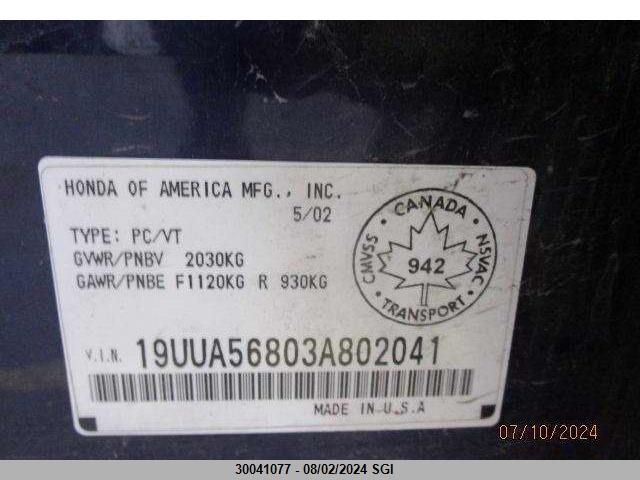 HONDA OF AMERICA MFG., INC.
5/02
TYPE: PC/VT
GVWR/PNBV 2030KG
GAWR/PNBE F1120KG R 930KG
CANADA
CMVSS
NSVAC
942
TRANSPORT
V.I.N. 19UUA56803A802041
MADE IN U.S.A
07/10/2024
30041077 - 08/02/2024 SGI